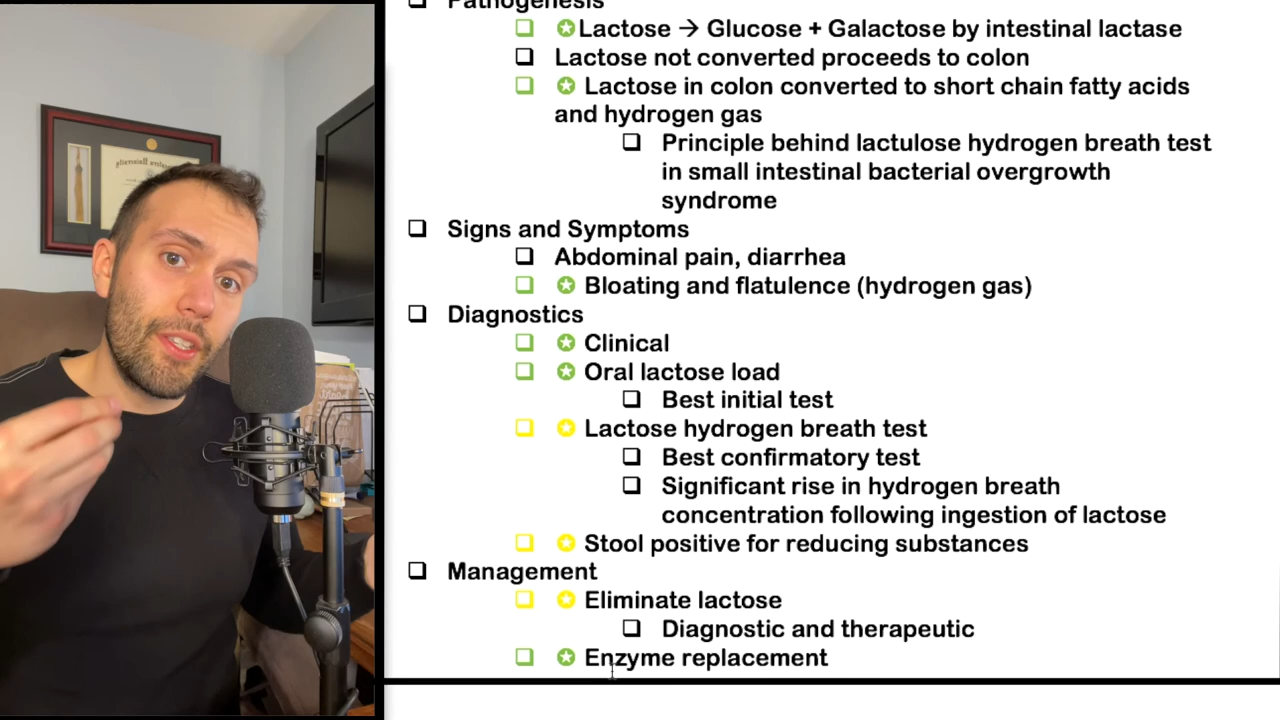 Pathogenesis
Lactose → Glucose + Galactose by intestinal lactase
Lactose not converted proceeds to colon
Lactose in colon converted to short chain fatty acids
and hydrogen gas
Principle behind lactulose hydrogen breath test
in small intestinal bacterial overgrowth
syndrome
Signs and Symptoms
Abdominal pain, diarrhea
Bloating and flatulence (hydrogen gas)
Diagnostics
Clinical
Oral lactose load
Best initial test
Lactose hydrogen breath test
Best confirmatory test
Significant rise in hydrogen breath
concentration following ingestion of lactose
Stool positive for reducing substances
Management
Eliminate lactose
Diagnostic and therapeutic
Enzyme replacement